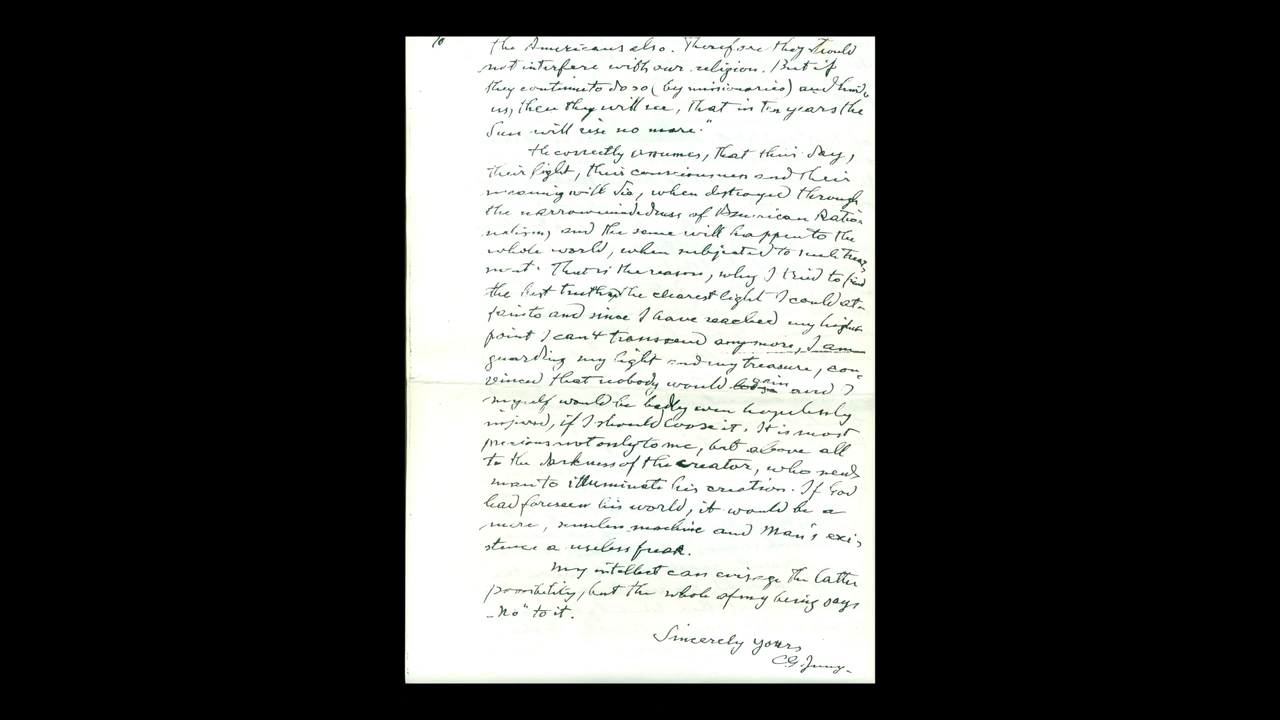 10
the Americans also. Therefore they should
not interfere with our religion. But if
they continue to do so (by missionaries) and hinder
us, then they will see, that in ten years the
Sun will rise no more."
He correctly assumes, that their day,
their light, their consciousness and their
meaning will die, when destroyed through
the narrowmindedness of American Ratio-
nalism, and the same will happen to the
whole world, when subjected to such treat-
ment. That is the reason, why I tried to find
the best truth and the clearest light I could at-
tain to and since I have reached my highest
point I can't transcend any more, I am
guarding my light and my treasure, con-
vinced that nobody would gain and I
myself would be badly even hopelessly
injured, if I should loose it. It is most
precious not only to me, but above all
to the darkness of the creator, who needs
man to illuminate his creation. If God
had foreseen his world, it would be a
mere, senseless machine and Man's exi-
stence a useless freak.
My intellect can envisage the latter
possibility, but the whole of my being says
„No" to it.
Sincerely yours
C.G. Jung.